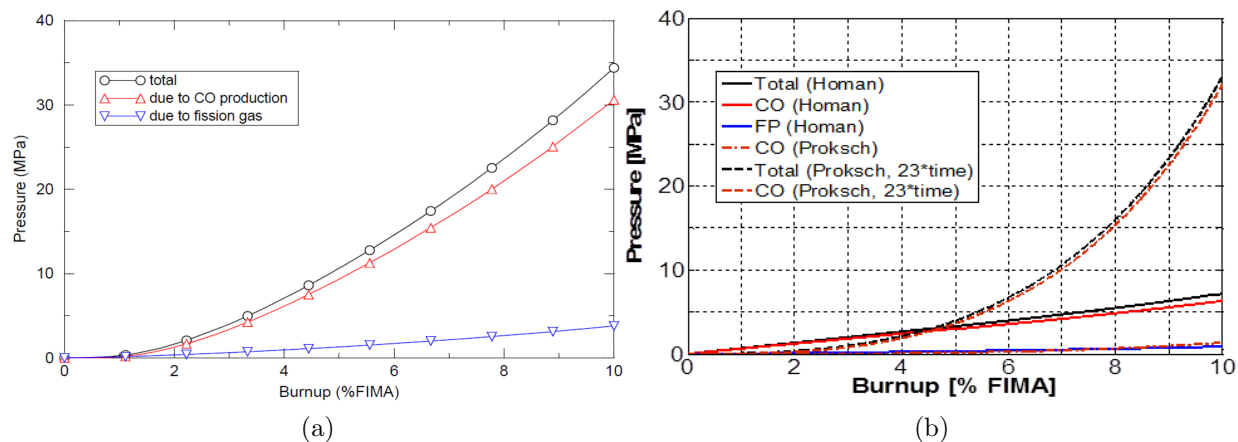 40
30
20
10
0
Pressure (MPa)
total
due to CO production
due to fission gas
0 2 4 6 8 10
Burnup (%FIMA)
(a)
40
30
20
10
0
Pressure [MPa]
Total (Homan)
CO (Homan)
FP (Homan)
CO (Proksch)
Total (Proksch, 23*time)
CO (Proksch, 23*time)
0 2 4 6 8 10
Burnup [% FIMA]
(b)